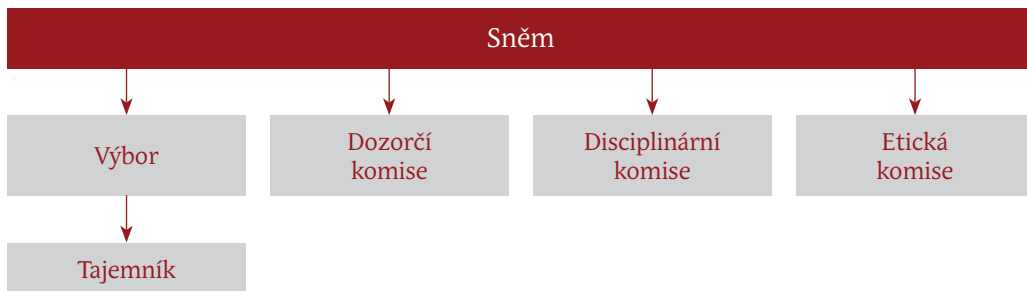 Sněm
Výbor
Dozorčí
komise
Disciplinární
komise
Etická
komise
Tajemník